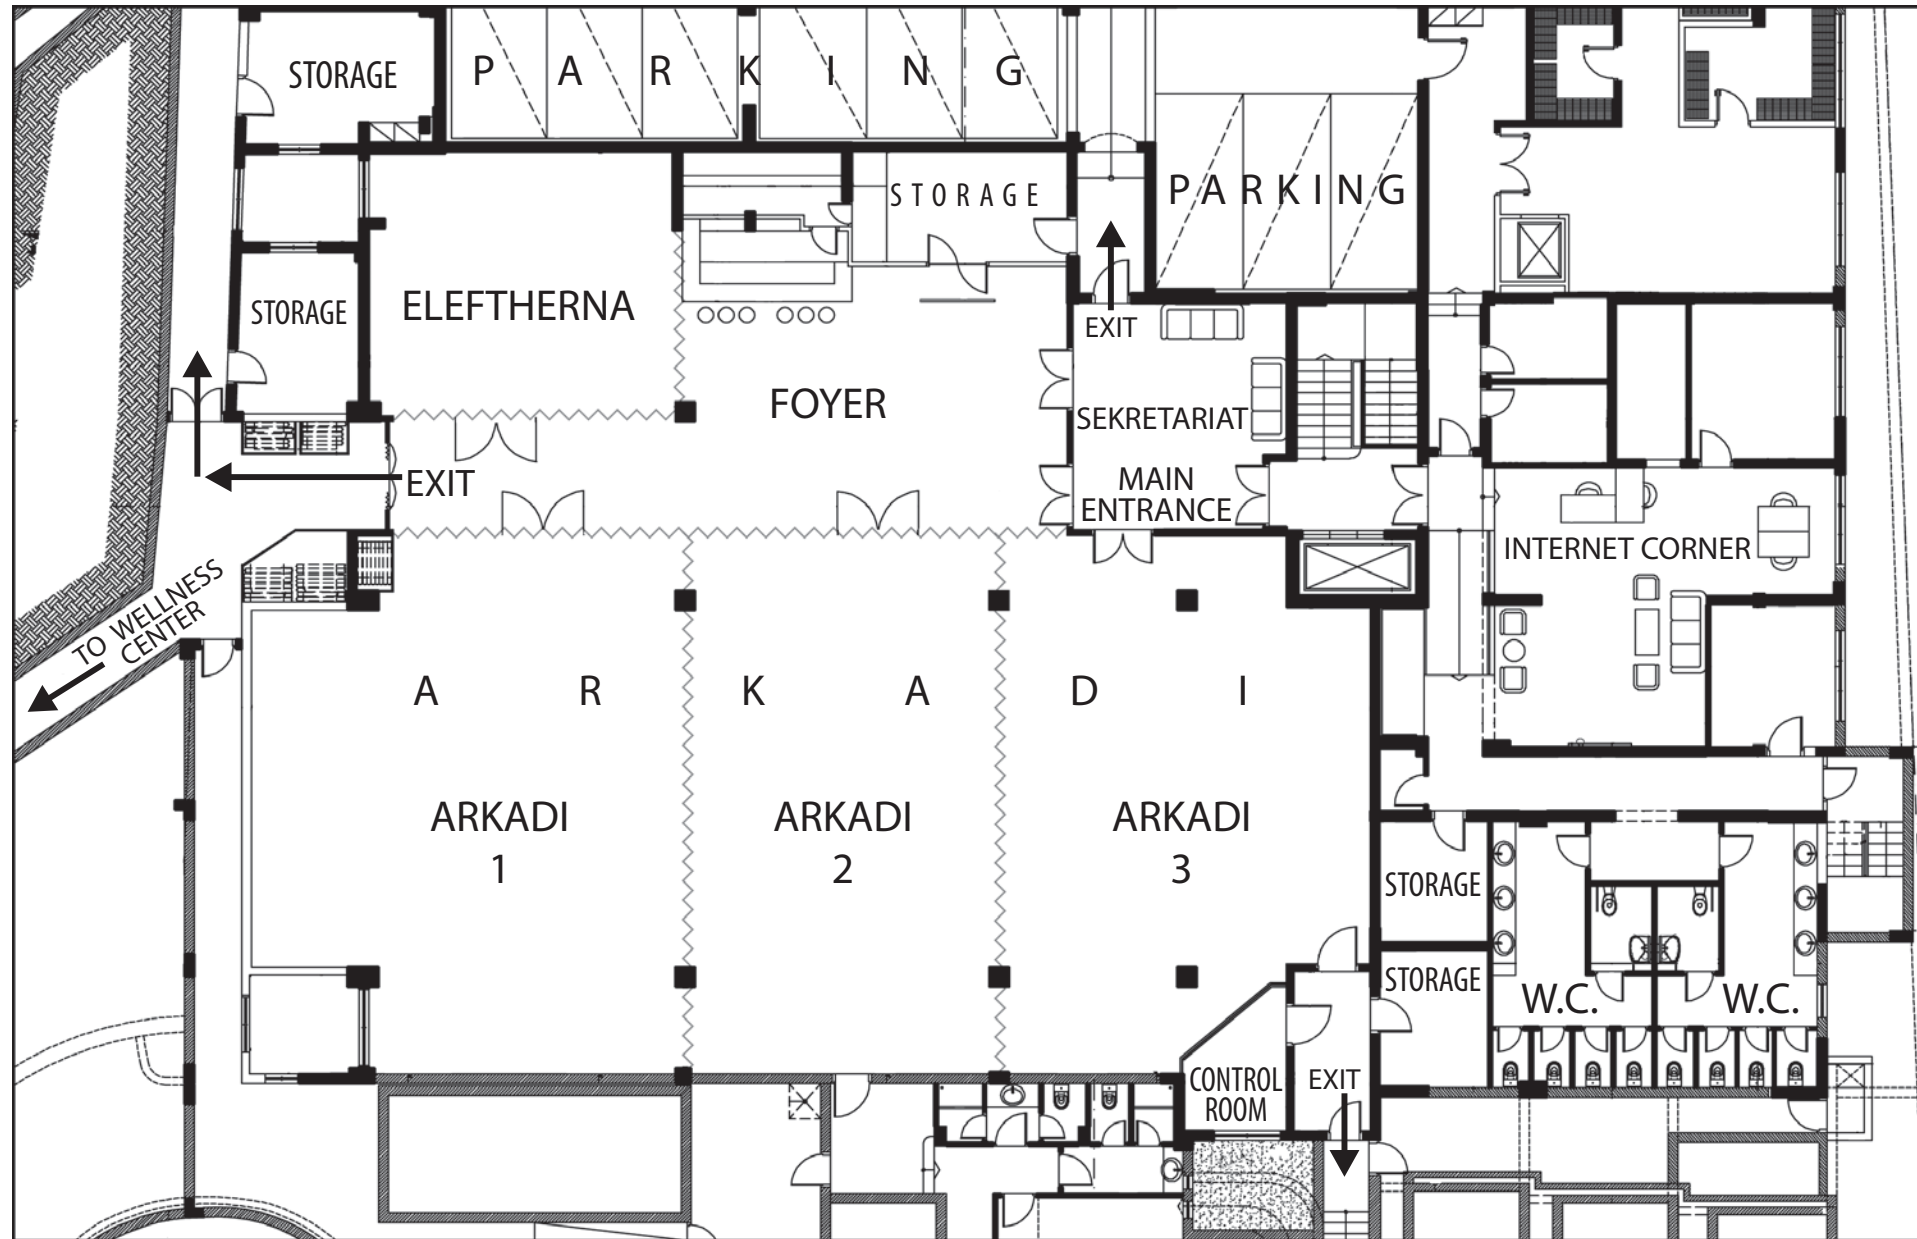 STORAGE
P A R K I N G
STORAGE
PARKING
ELEFTHERNA
STORAGE
EXIT
FOYER
SEKRETARIAT
EXIT
MAIN
ENTRANCE
INTERNET CORNER
TO WELLNESS
CENTER
A R K A D I
ARKADI
1
ARKADI
2
ARKADI
3
STORAGE
STORAGE
W.C.
W.C.
CONTROL
ROOM
EXIT